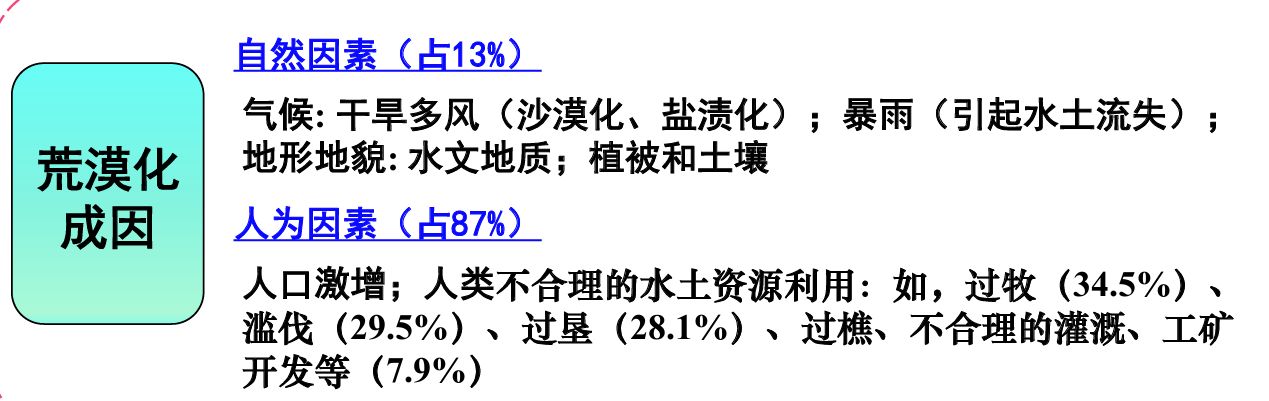 荒漠化
成因
自然因素（占13%）
气候: 干旱多风（沙漠化、盐渍化）；暴雨（引起水土流失）；
地形地貌: 水文地质；植被和土壤
人为因素（占87%）
人口激增；人类不合理的水土资源利用：如，过牧（34.5%）、
滥伐（29.5%）、过垦（28.1%）、过樵、不合理的灌溉、工矿
开发等（7.9%）